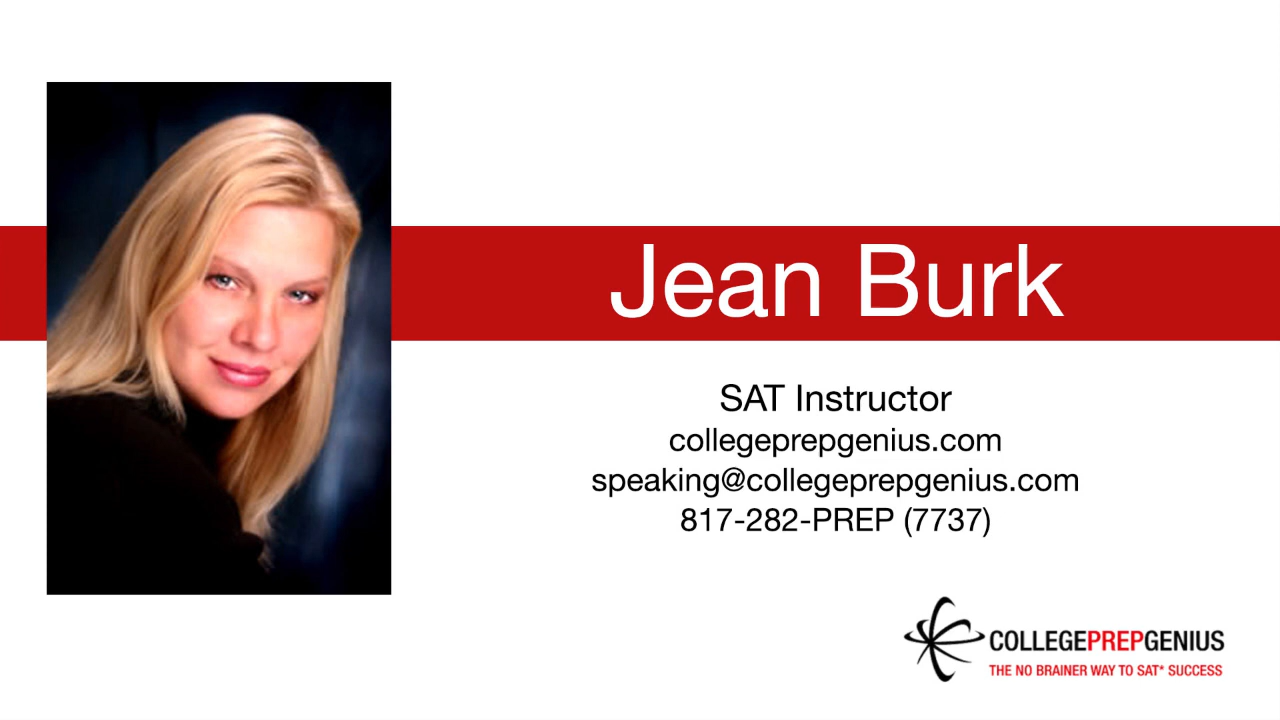 Jean Burk
SAT Instructor
collegeprepgenius.com
speaking@collegeprepgenius.com
817-282-PREP (7737)
COLLEGEPREPGENIUS
THE NO BRAINER WAY TO SAT* SUCCESS